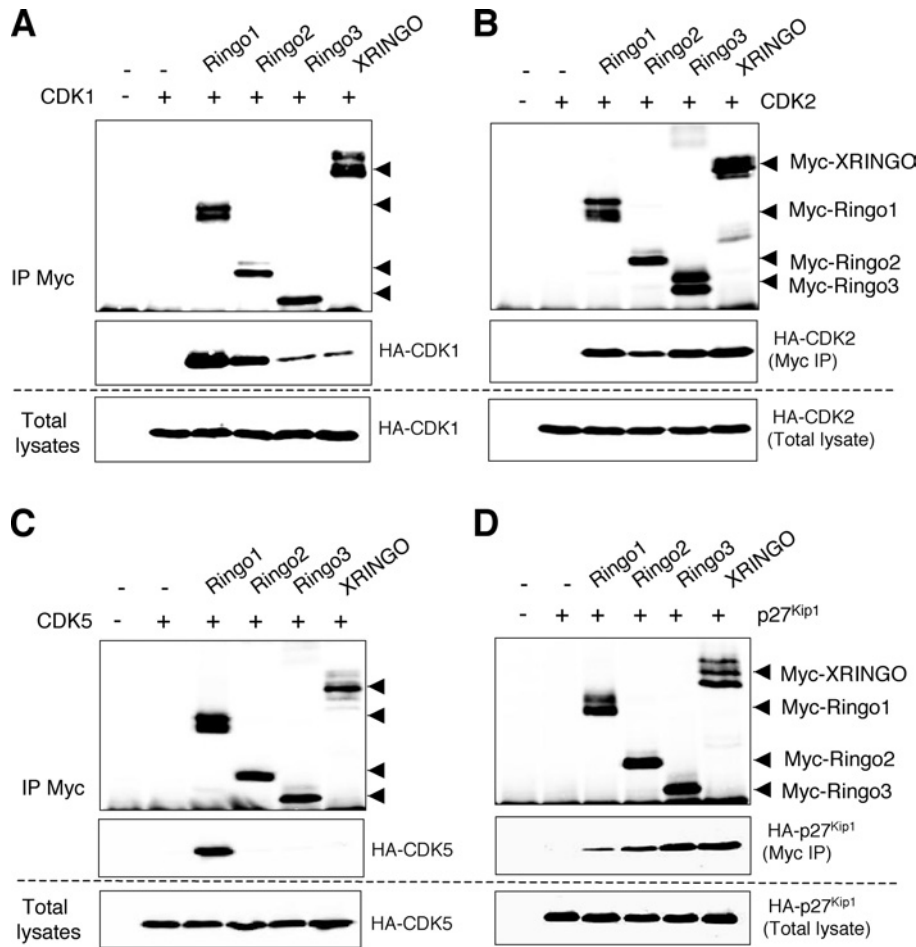 A
Ringo1 Ringo2 Ringo3 XRINGO
- -
CDK1 - + + + + +
IP Myc
HA-CDK1
Total
lysates
HA-CDK1
B
Ringo1 Ringo2 Ringo3 XRINGO
- -
- + + + + + CDK2
Myc-XRINGO
Myc-Ringo1
Myc-Ringo2
Myc-Ringo3
HA-CDK2
(Myc IP)
HA-CDK2
(Total lysate)
C
Ringo1 Ringo2 Ringo3 XRINGO
- -
CDK5 - + + + + +
IP Myc
HA-CDK5
Total
lysates
HA-CDK5
D
Ringo1 Ringo2 Ringo3 XRINGO
- -
- + + + + + p27Kip1
Myc-XRINGO
Myc-Ringo1
Myc-Ringo2
Myc-Ringo3
HA-p27Kip1
(Myc IP)
HA-p27Kip1
(Total lysate)